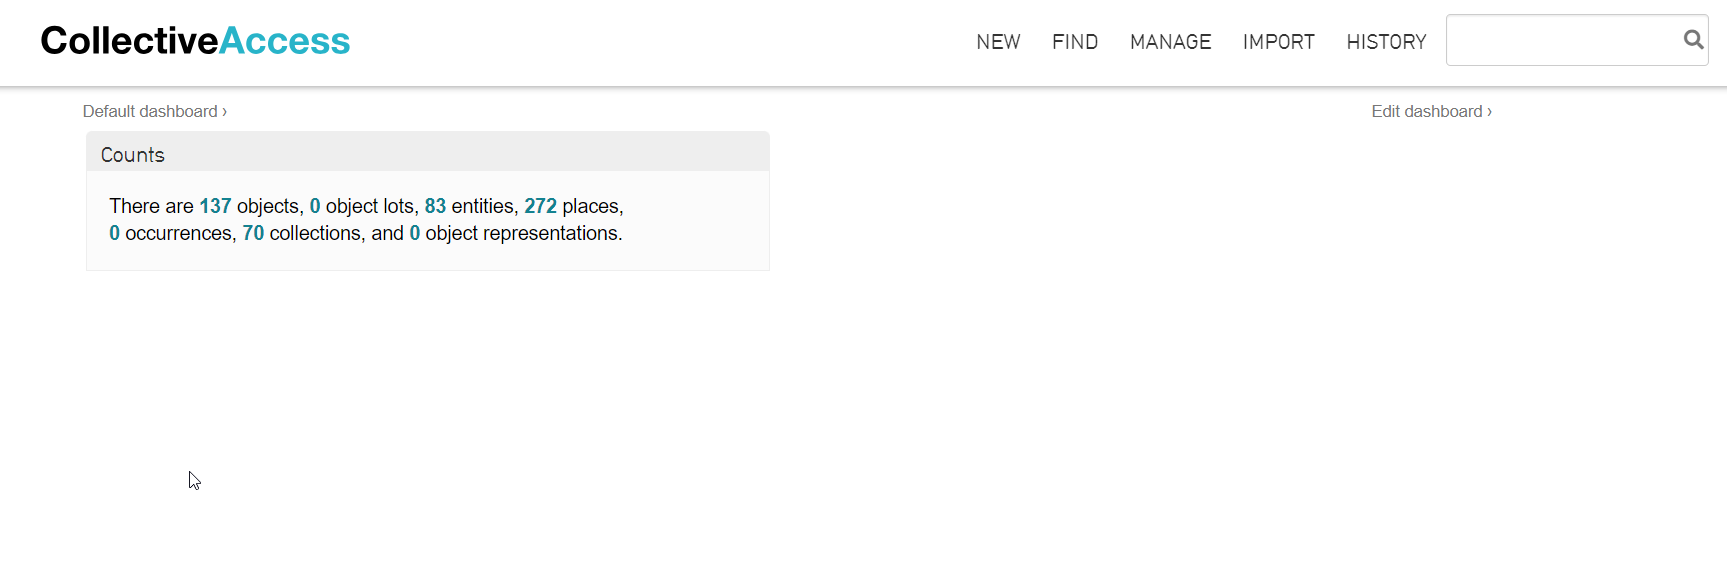 CollectiveAccess
NEW FIND MANAGE IMPORT HISTORY
Default dashboard ›
Edit dashboard ›
Counts
There are 137 objects, 0 object lots, 83 entities, 272 places,
0 occurrences, 70 collections, and 0 object representations.